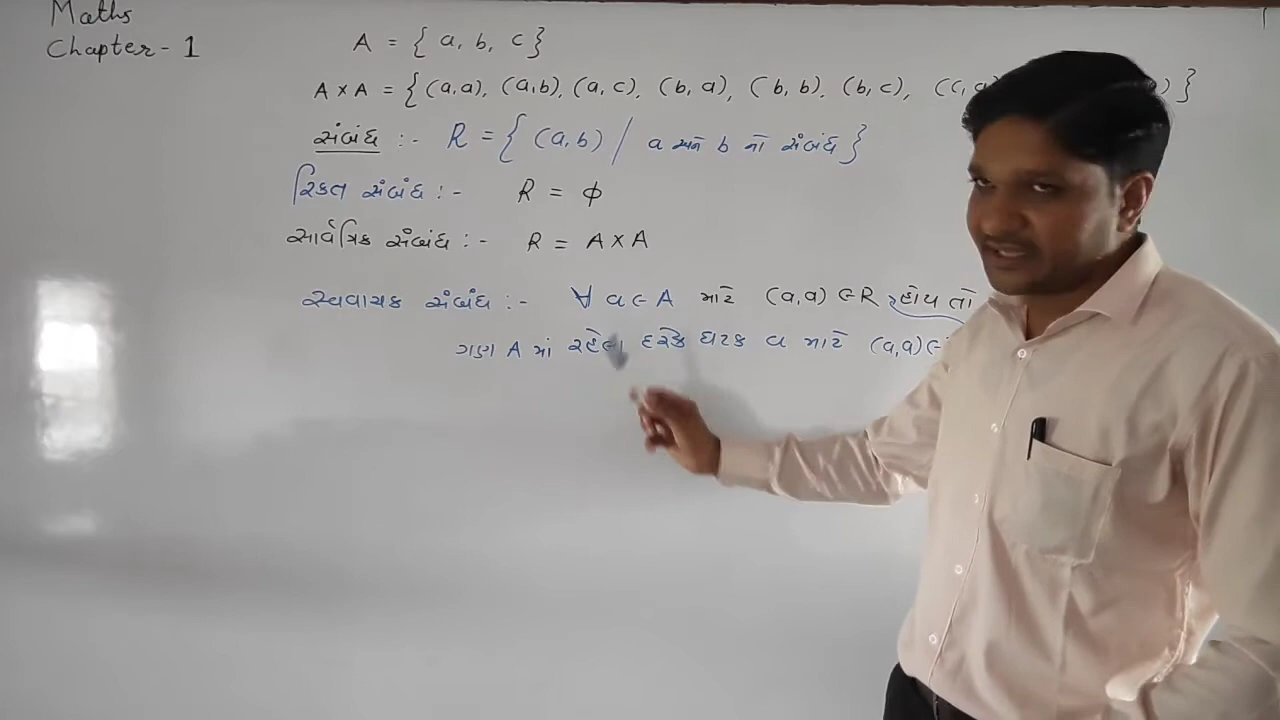 Maths
Chapter - 1
A = { a, b, c }
A × A = { (a,a), (a,b), (a, c), (b, a), (b, b), (b, c), (c, a) }
સંબંધ :- R = { (a,b) / a અને b નો સંબંધ }
રિક્ત સંબંધ :- R = ϕ
સાર્વત્રિક સંબંધ :- R = A × A
સ્વવાચક સંબંધ :- ∀ a ∈ A માટે (a,a) ∈ R હોય તો
ગણ A માં રહેલા દરેક ઘટક a માટે (a,a) ∈